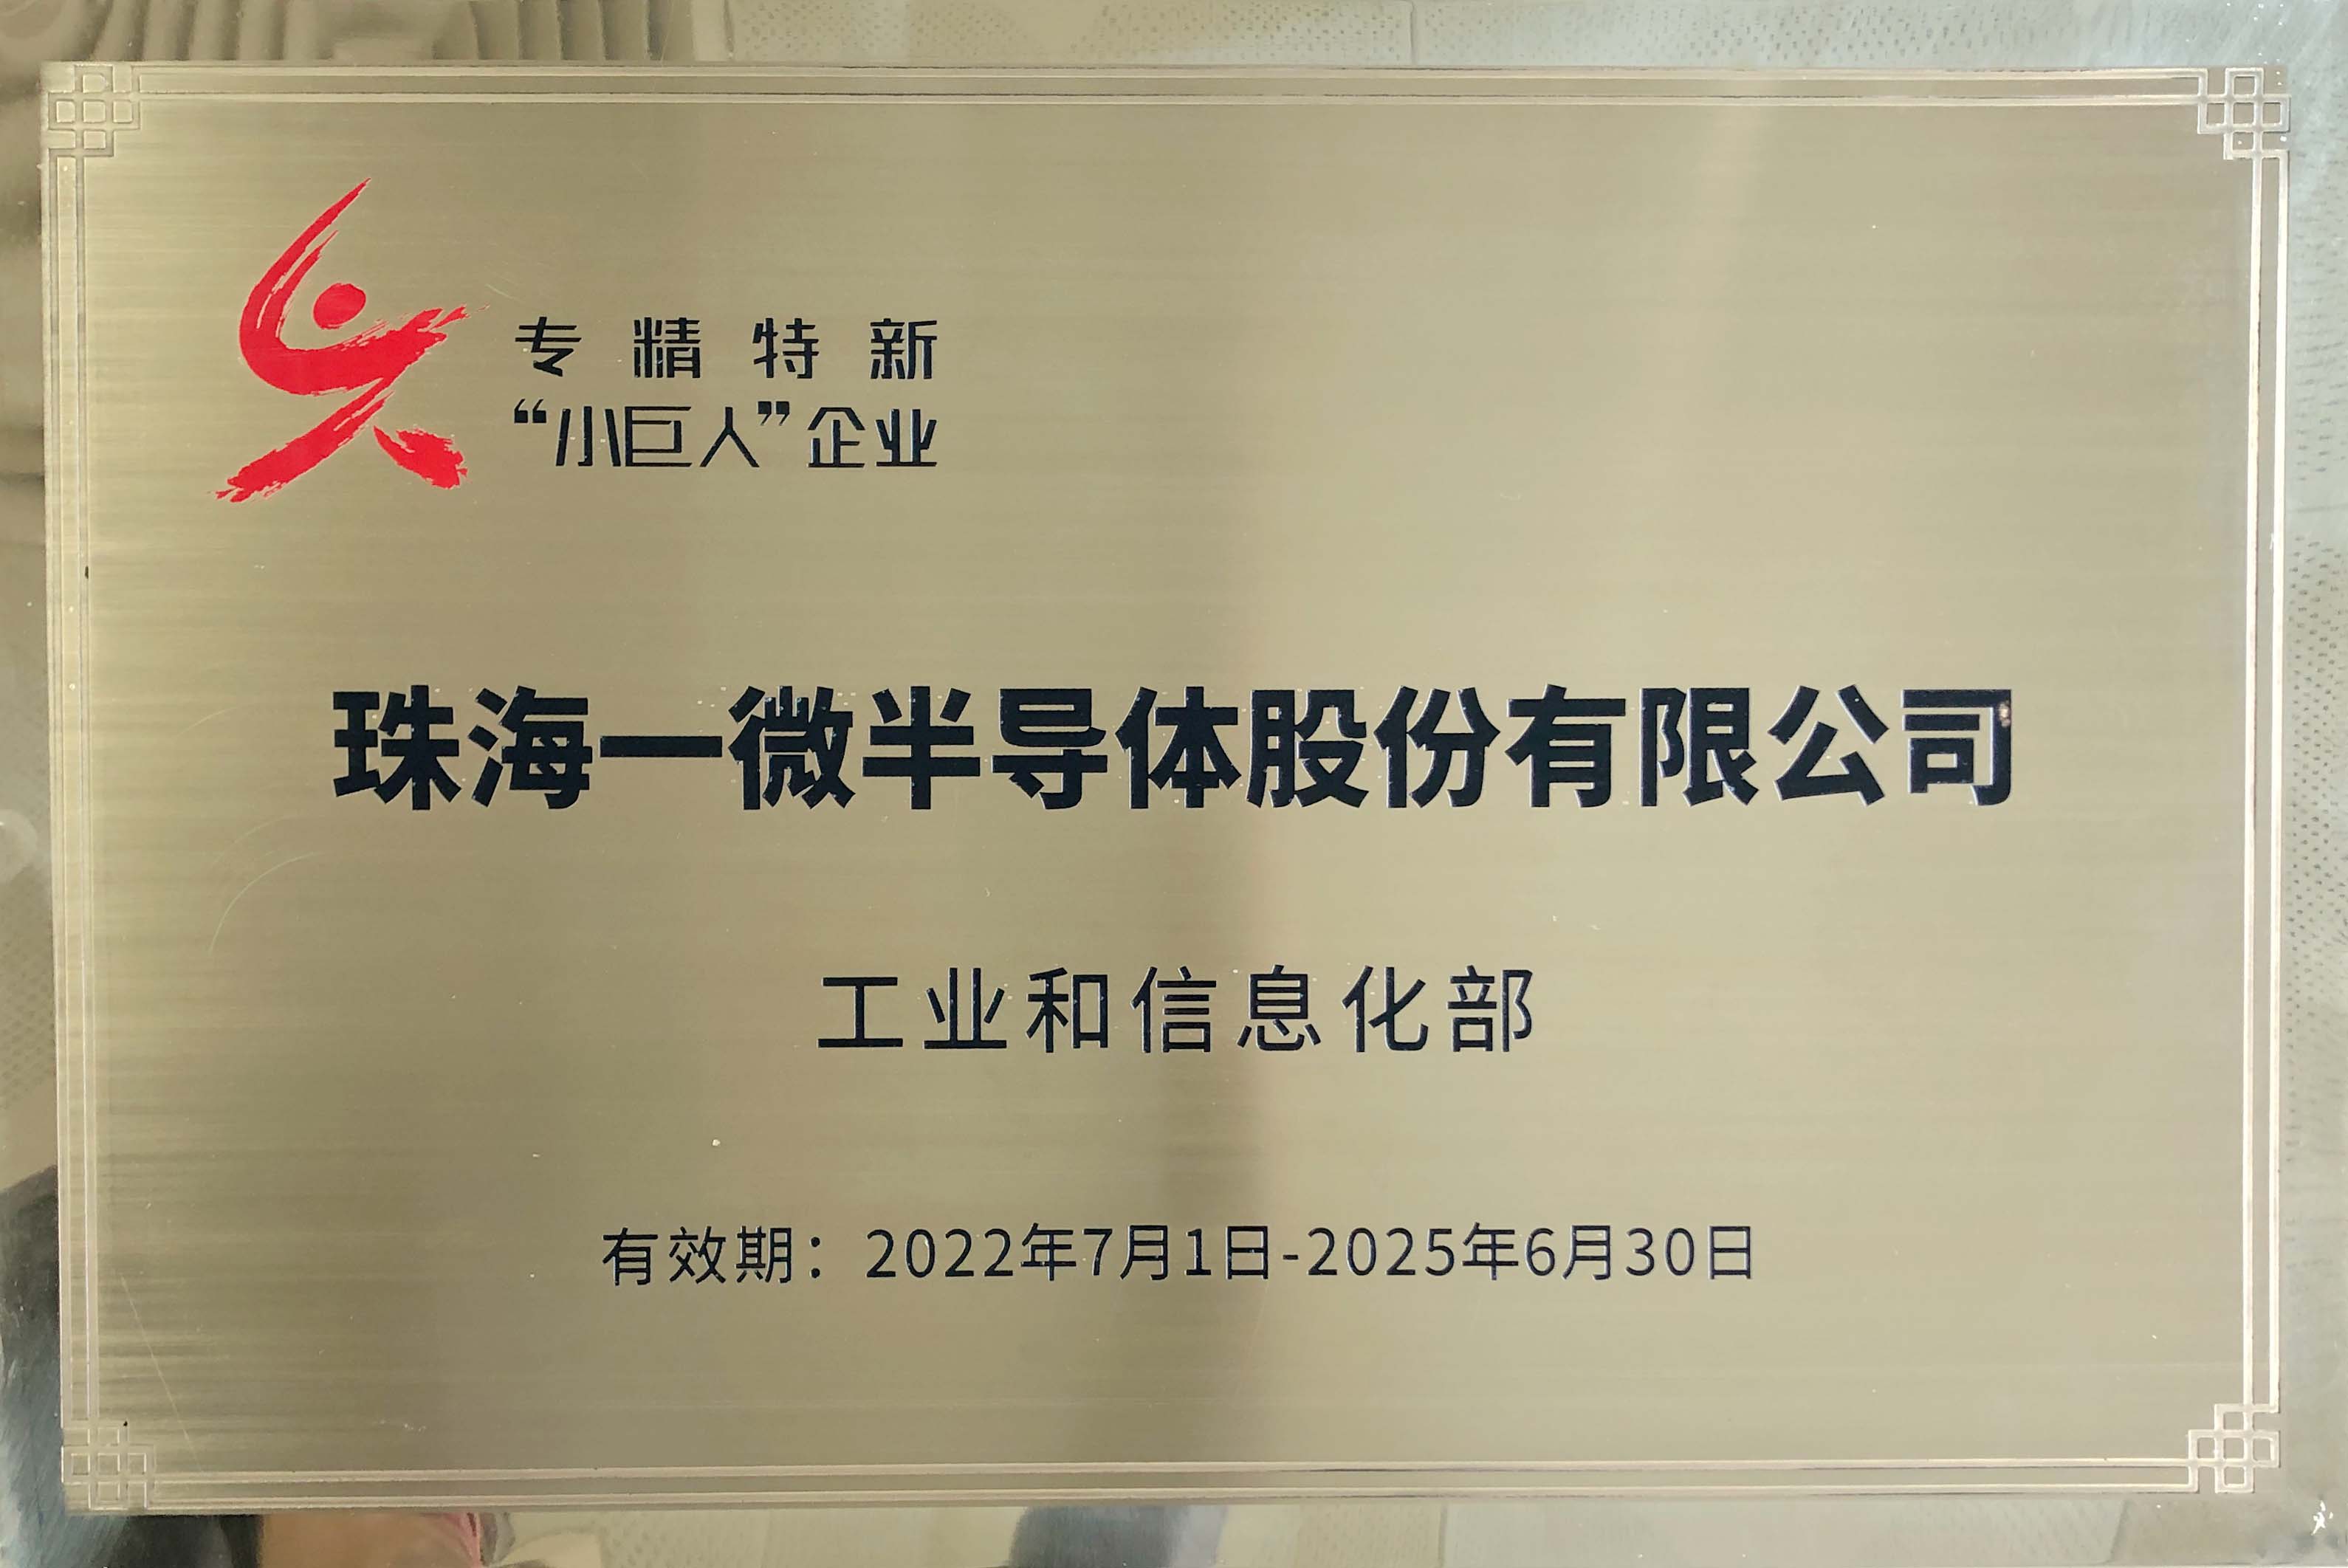 专精特新
“小巨人”企业
珠海一微半导体股份有限公司
工业和信息化部
有效期：2022年7月1日-2025年6月30日